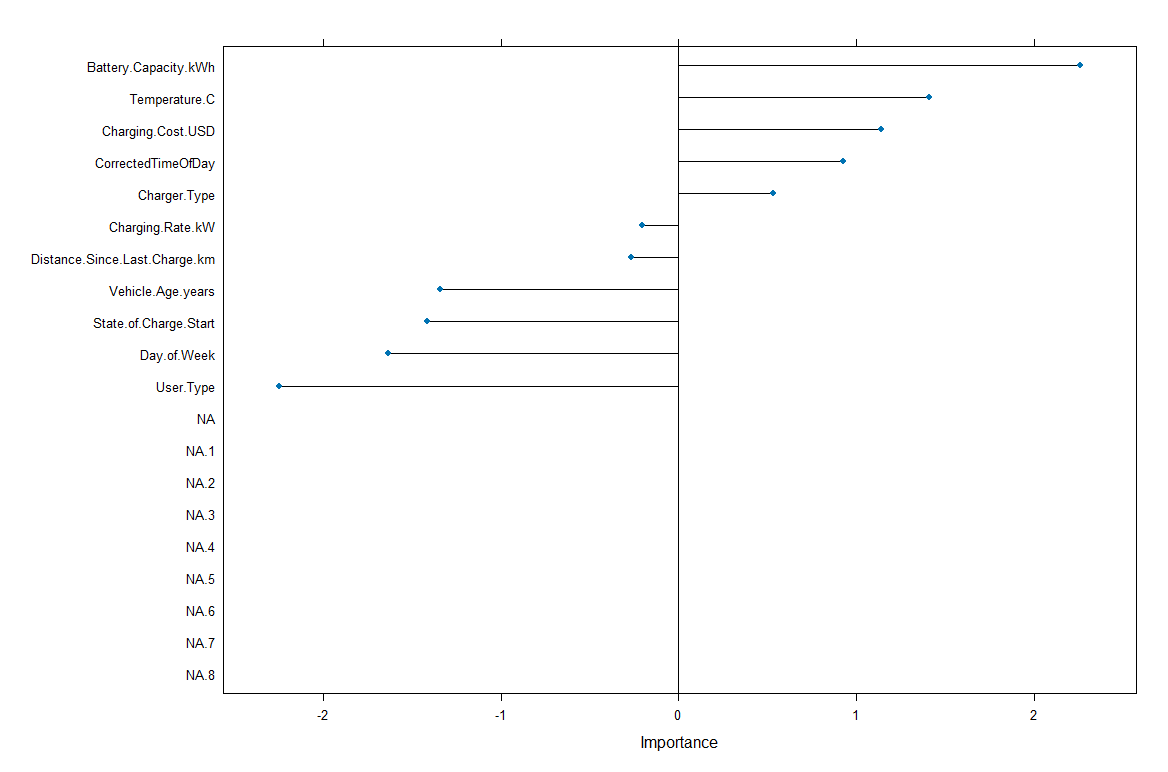 Battery.Capacity.kWh
Temperature.C
Charging.Cost.USD
CorrectedTimeOfDay
Charger.Type
Charging.Rate.kW
Distance.Since.Last.Charge.km
Vehicle.Age.years
State.of.Charge.Start
Day.of.Week
User.Type
NA
NA.1
NA.2
NA.3
NA.4
NA.5
NA.6
NA.7
NA.8
-2 -1 0 1 2
Importance